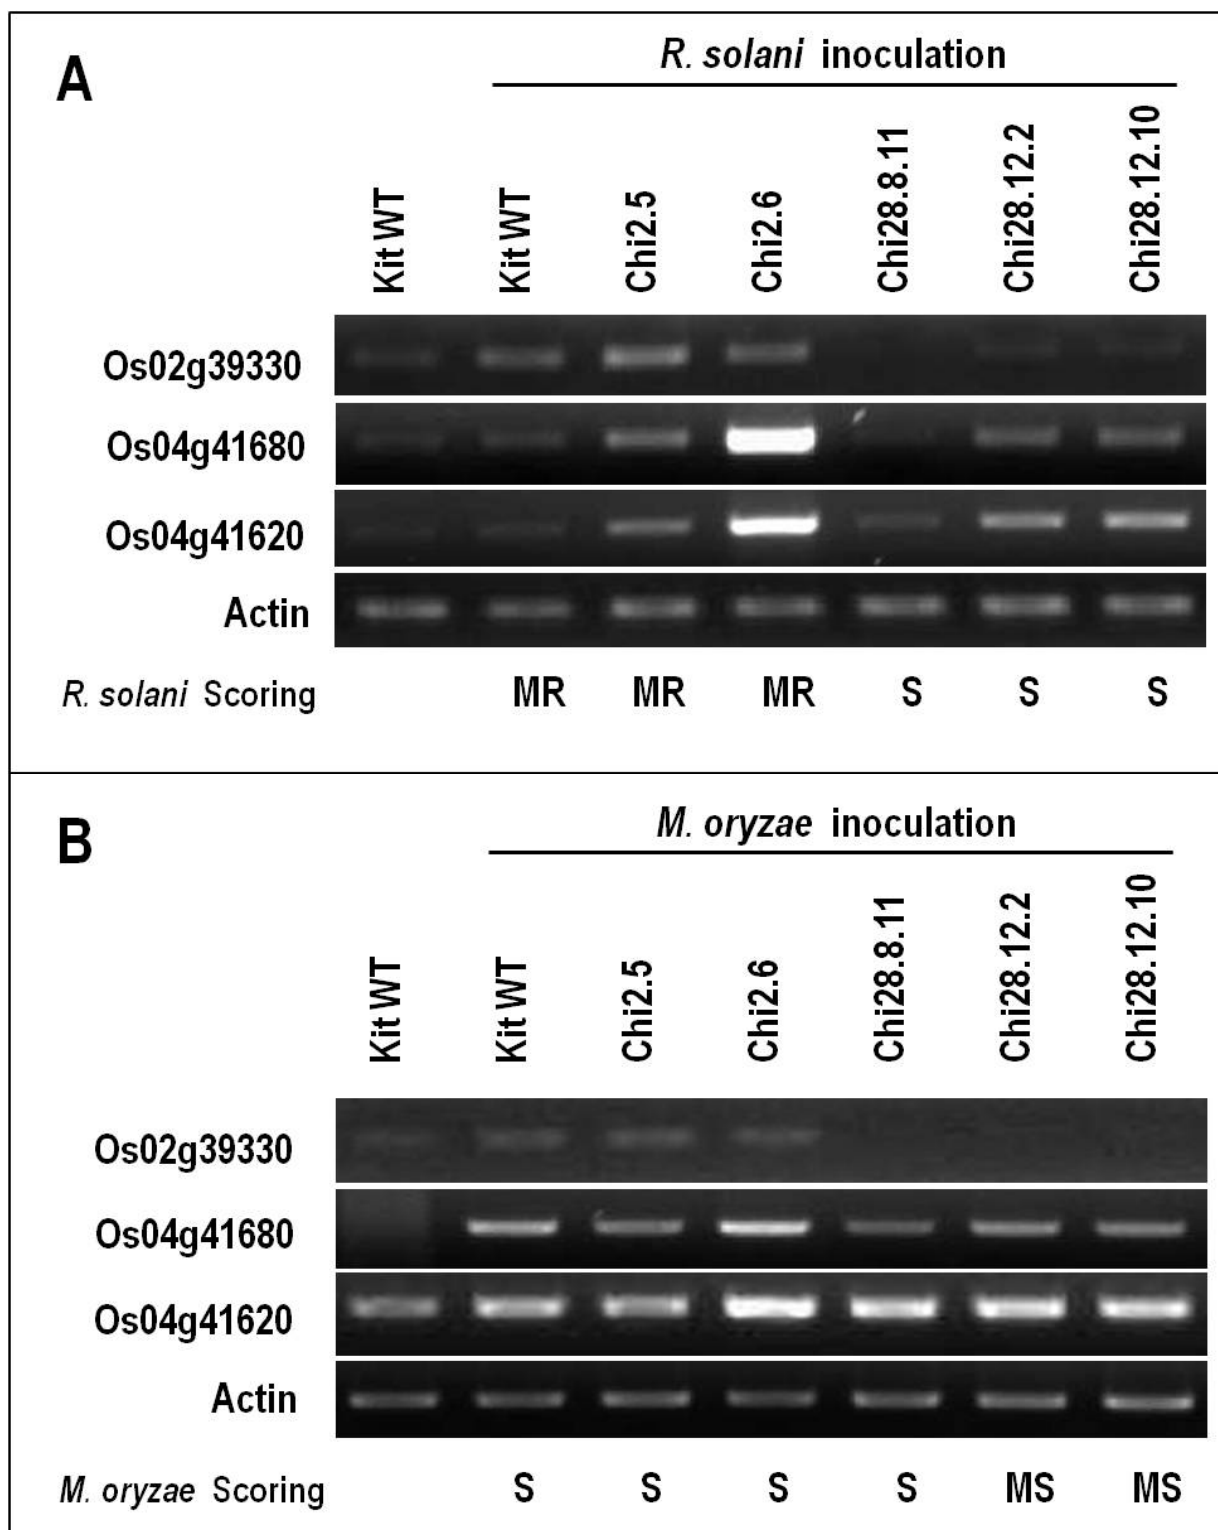 A
R. solani inoculation
Kit WT
Kit WT
Chi2.5
Chi2.6
Chi28.8.11
Chi28.12.2
Chi28.12.10
Os02g39330
Os04g41680
Os04g41620
Actin
R. solani Scoring MR MR MR S S S
B
M. oryzae inoculation
Kit WT
Kit WT
Chi2.5
Chi2.6
Chi28.8.11
Chi28.12.2
Chi28.12.10
Os02g39330
Os04g41680
Os04g41620
Actin
M. oryzae Scoring S S S S MS MS